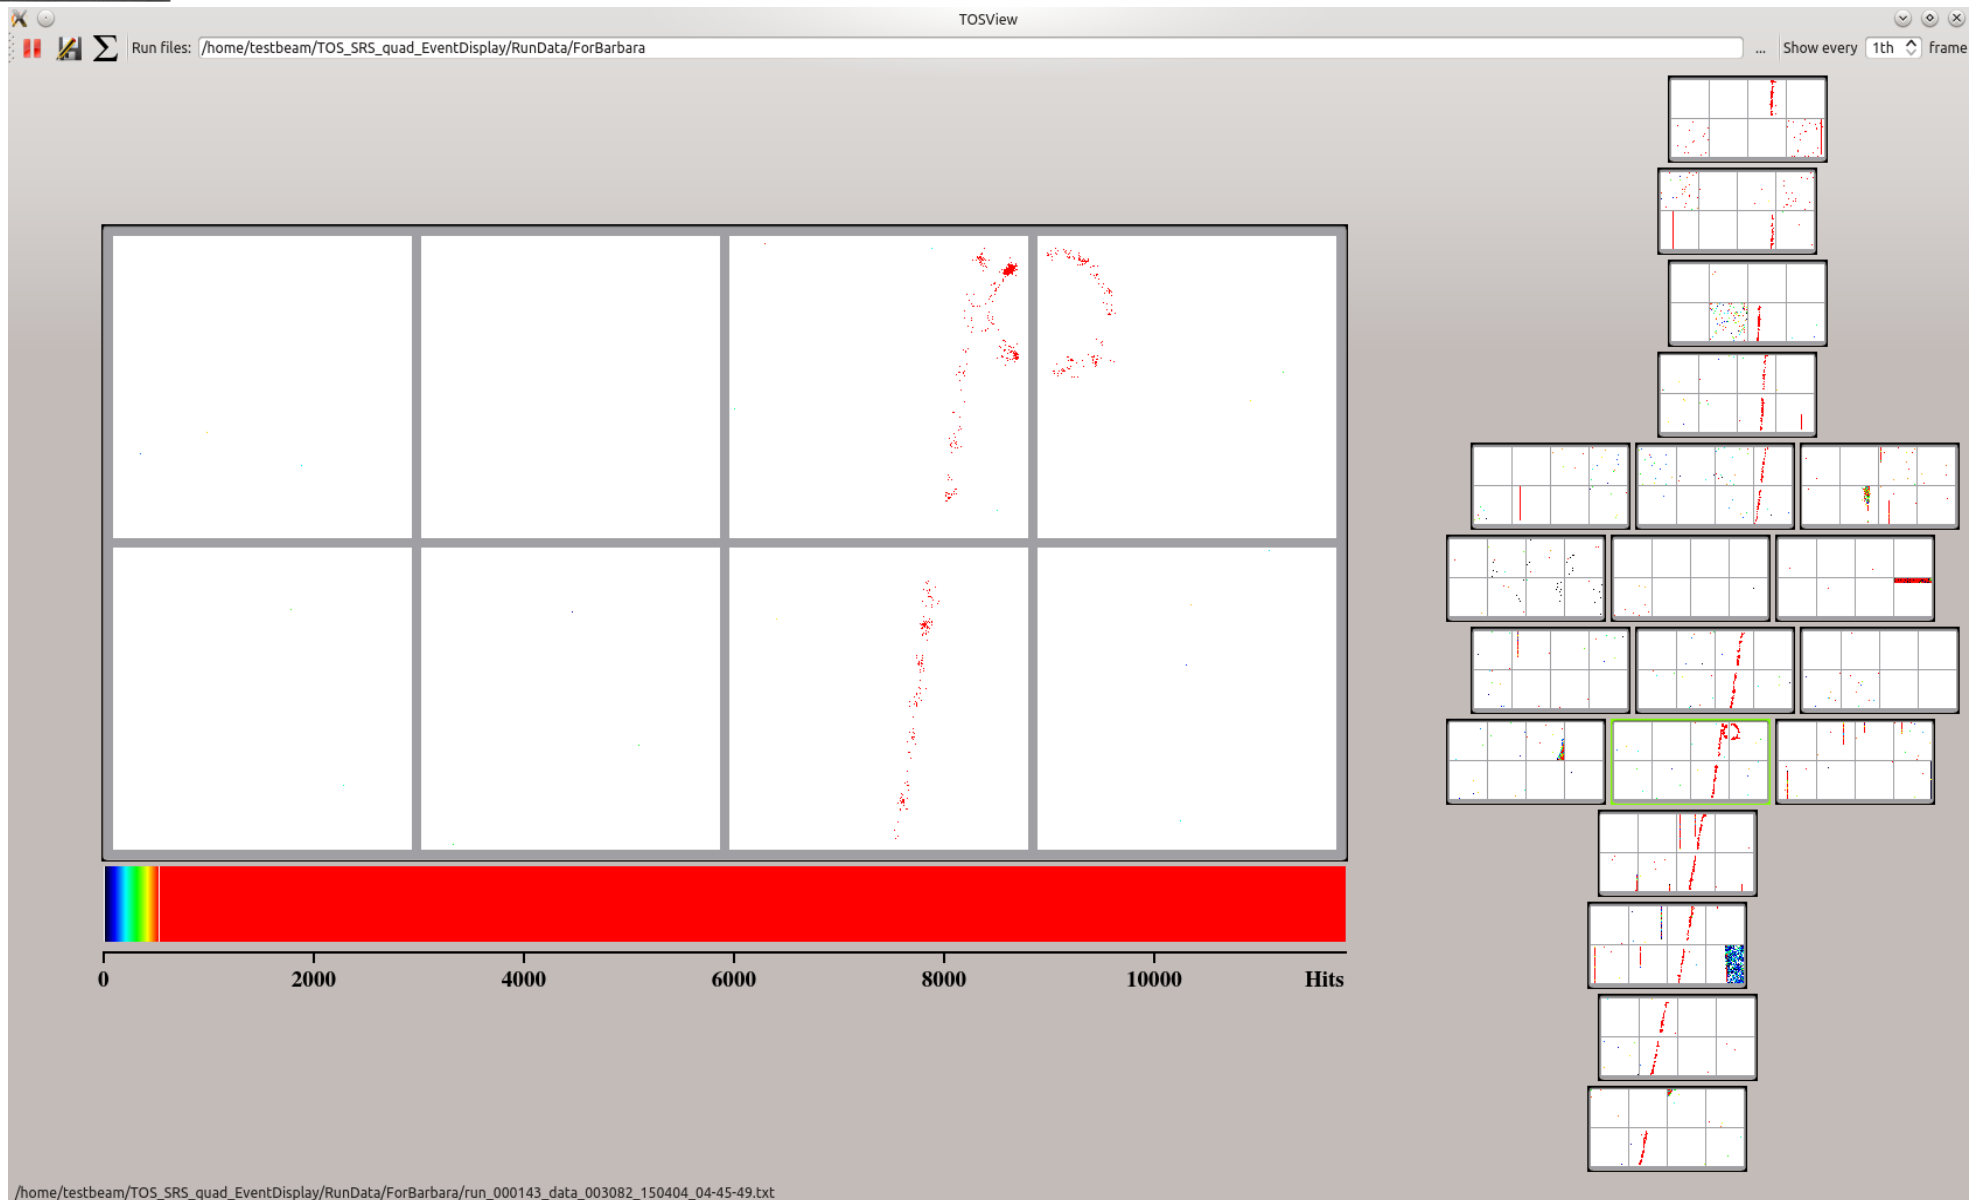 TOSView
Run files: /home/testbeam/TOS_SRS_quad_EventDisplay/RunData/ForBarbara ... Show every 1th frame
0 2000 4000 6000 8000 10000 Hits
/home/testbeam/TOS_SRS_quad_EventDisplay/RunData/ForBarbara/run_000143_data_003082_150404_04-45-49.txt